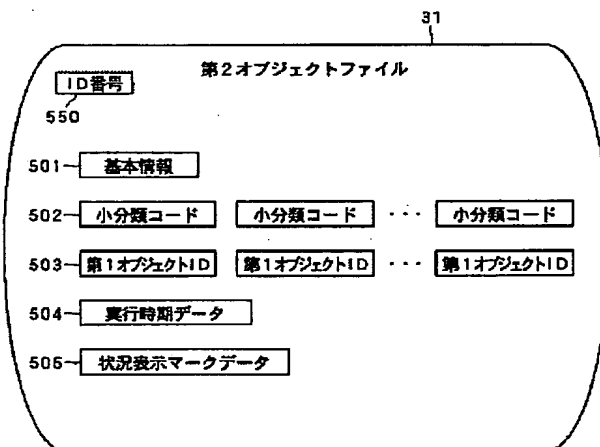 31
第2オブジェクトファイル
ID番号
550
501 基本情報
502 小分類コード 小分類コード ・・・ 小分類コード
503 第1オブジェクトID 第1オブジェクトID ・・・ 第1オブジェクトID
504 実行時期データ
505 状況表示マークデータ